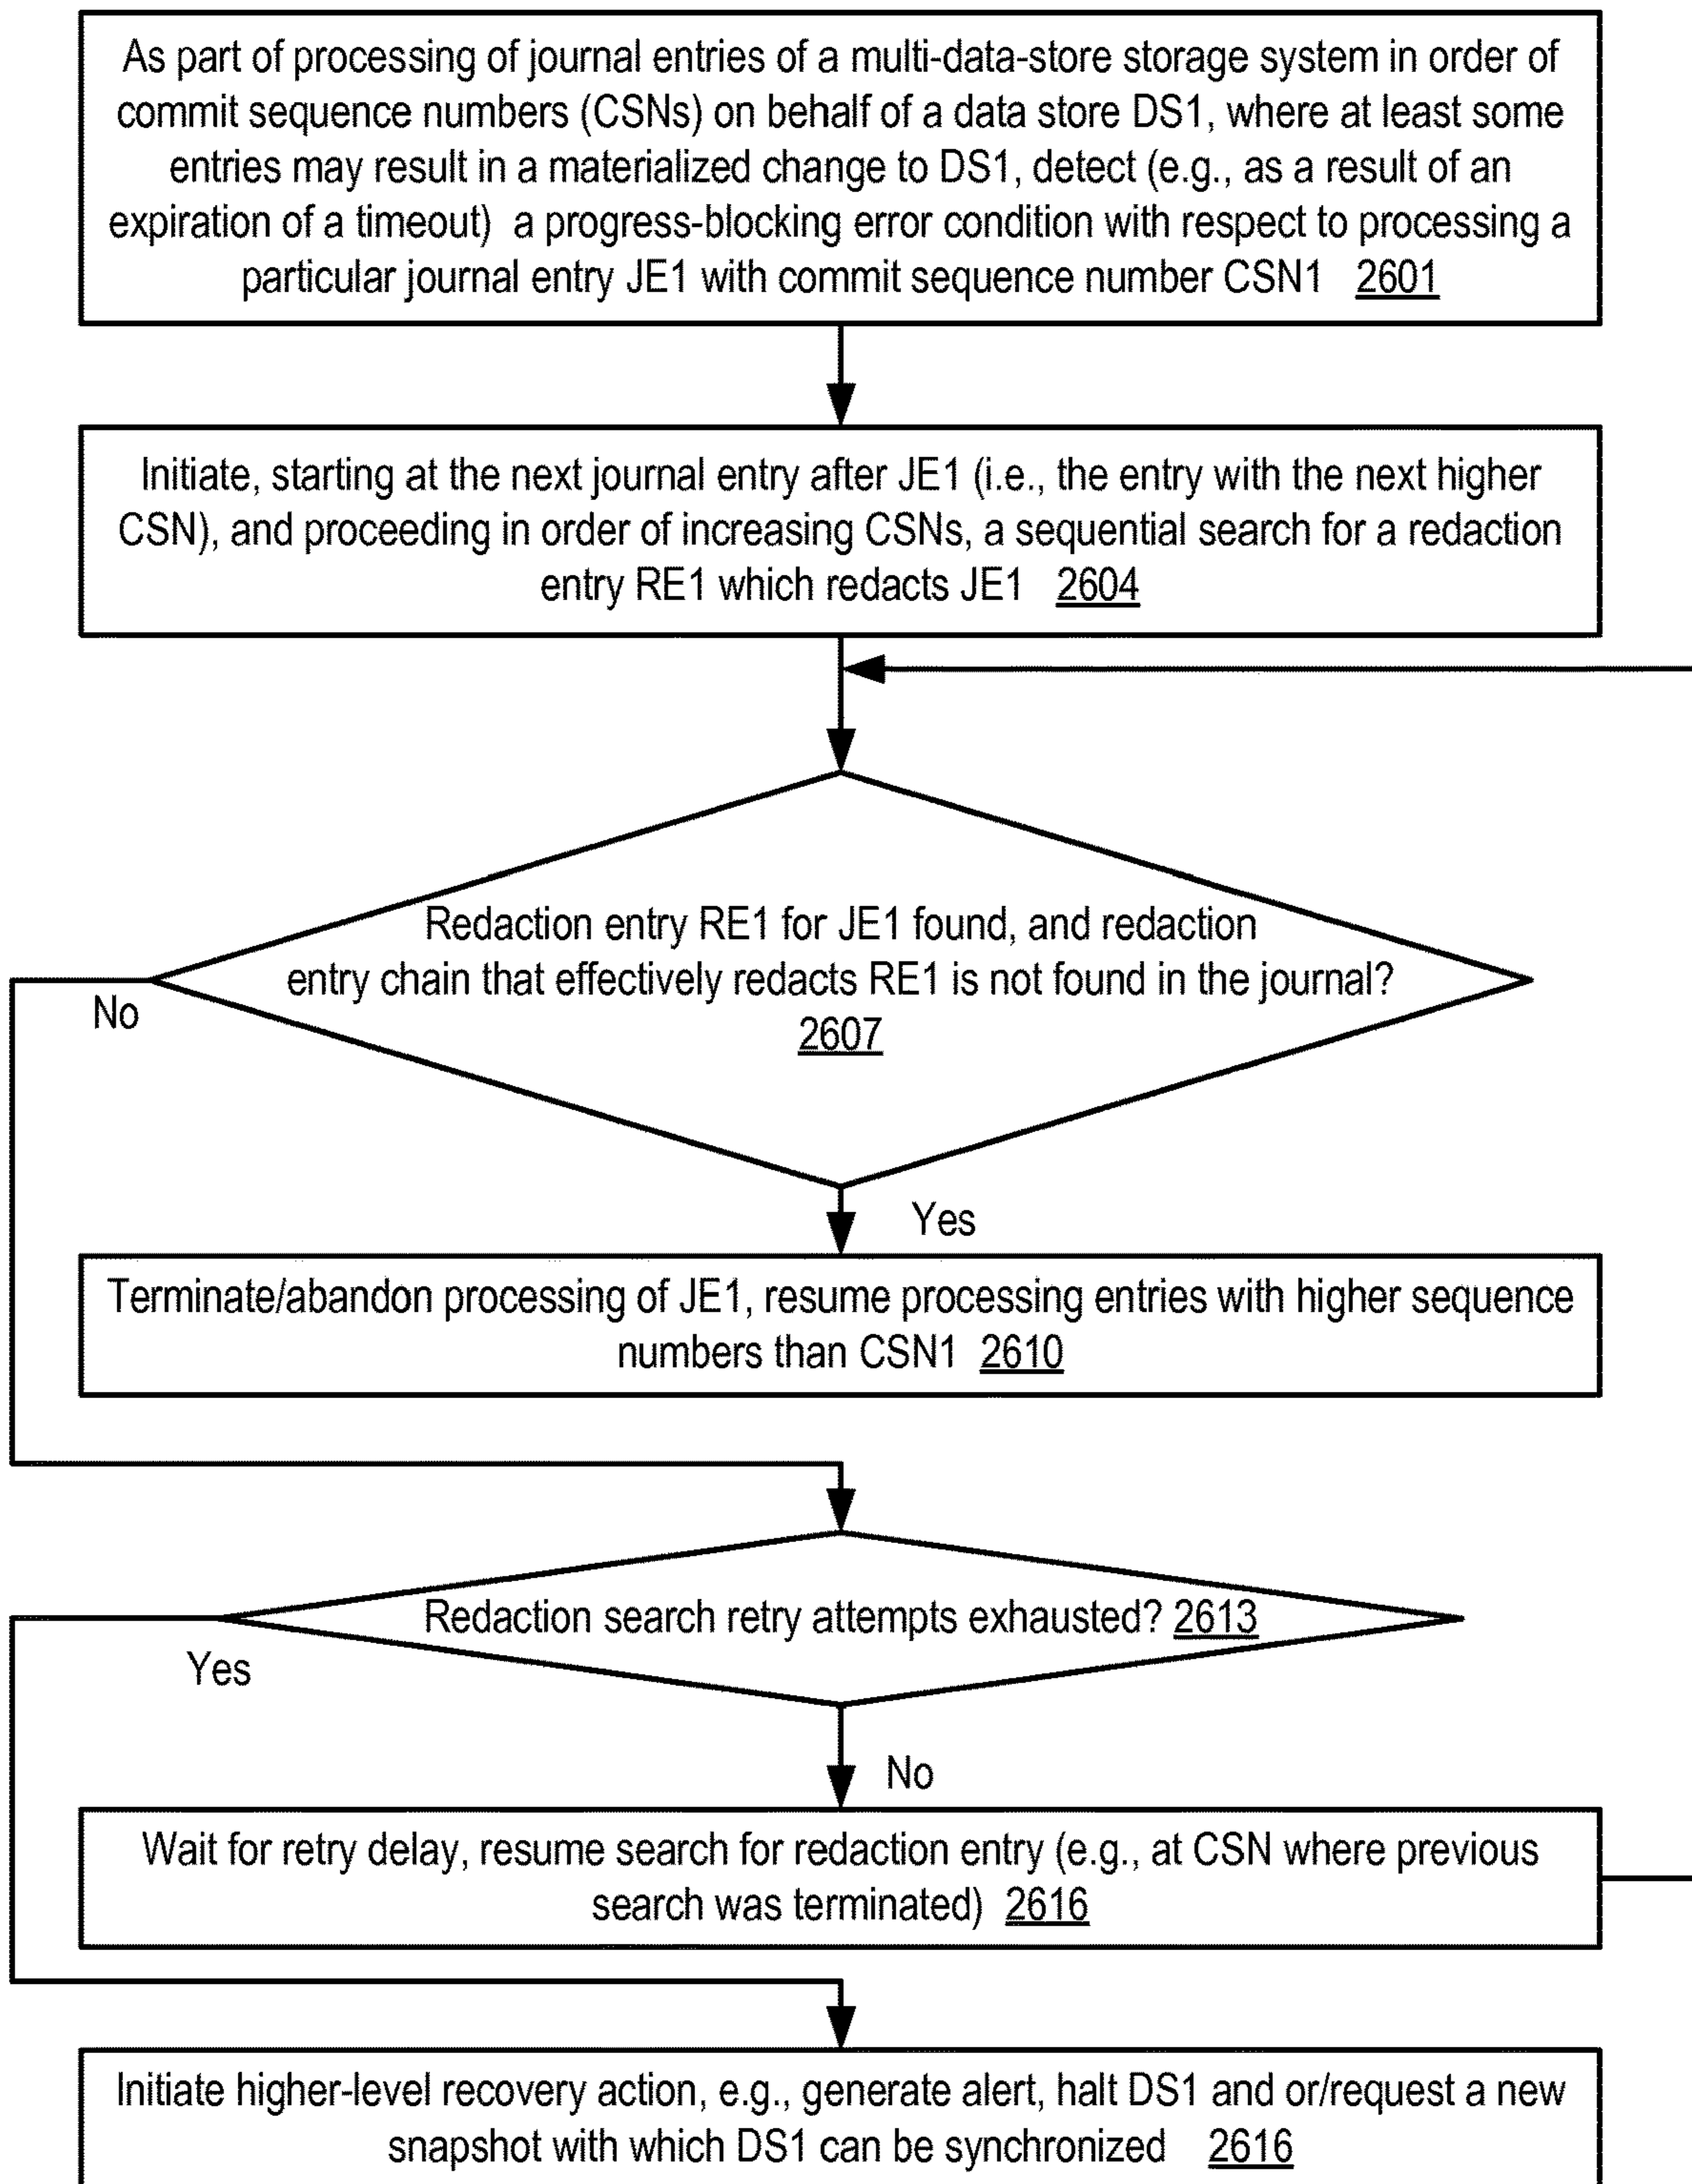 As part of processing of journal entries of a multi-data-store storage system in order of
commit sequence numbers (CSNs) on behalf of a data store DS1, where at least some
entries may result in a materialized change to DS1, detect (e.g., as a result of an
expiration of a timeout) a progress-blocking error condition with respect to processing a
particular journal entry JE1 with commit sequence number CSN1 2601
Initiate, starting at the next journal entry after JE1 (i.e., the entry with the next higher
CSN), and proceeding in order of increasing CSNs, a sequential search for a redaction
entry RE1 which redacts JE1 2604
Redaction entry RE1 for JE1 found, and redaction
entry chain that effectively redacts RE1 is not found in the journal?
2607
No
Yes
Terminate/abandon processing of JE1, resume processing entries with higher sequence
numbers than CSN1 2610
Redaction search retry attempts exhausted? 2613
Yes
No
Wait for retry delay, resume search for redaction entry (e.g., at CSN where previous
search was terminated) 2616
Initiate higher-level recovery action, e.g., generate alert, halt DS1 and or/request a new
snapshot with which DS1 can be synchronized 2616